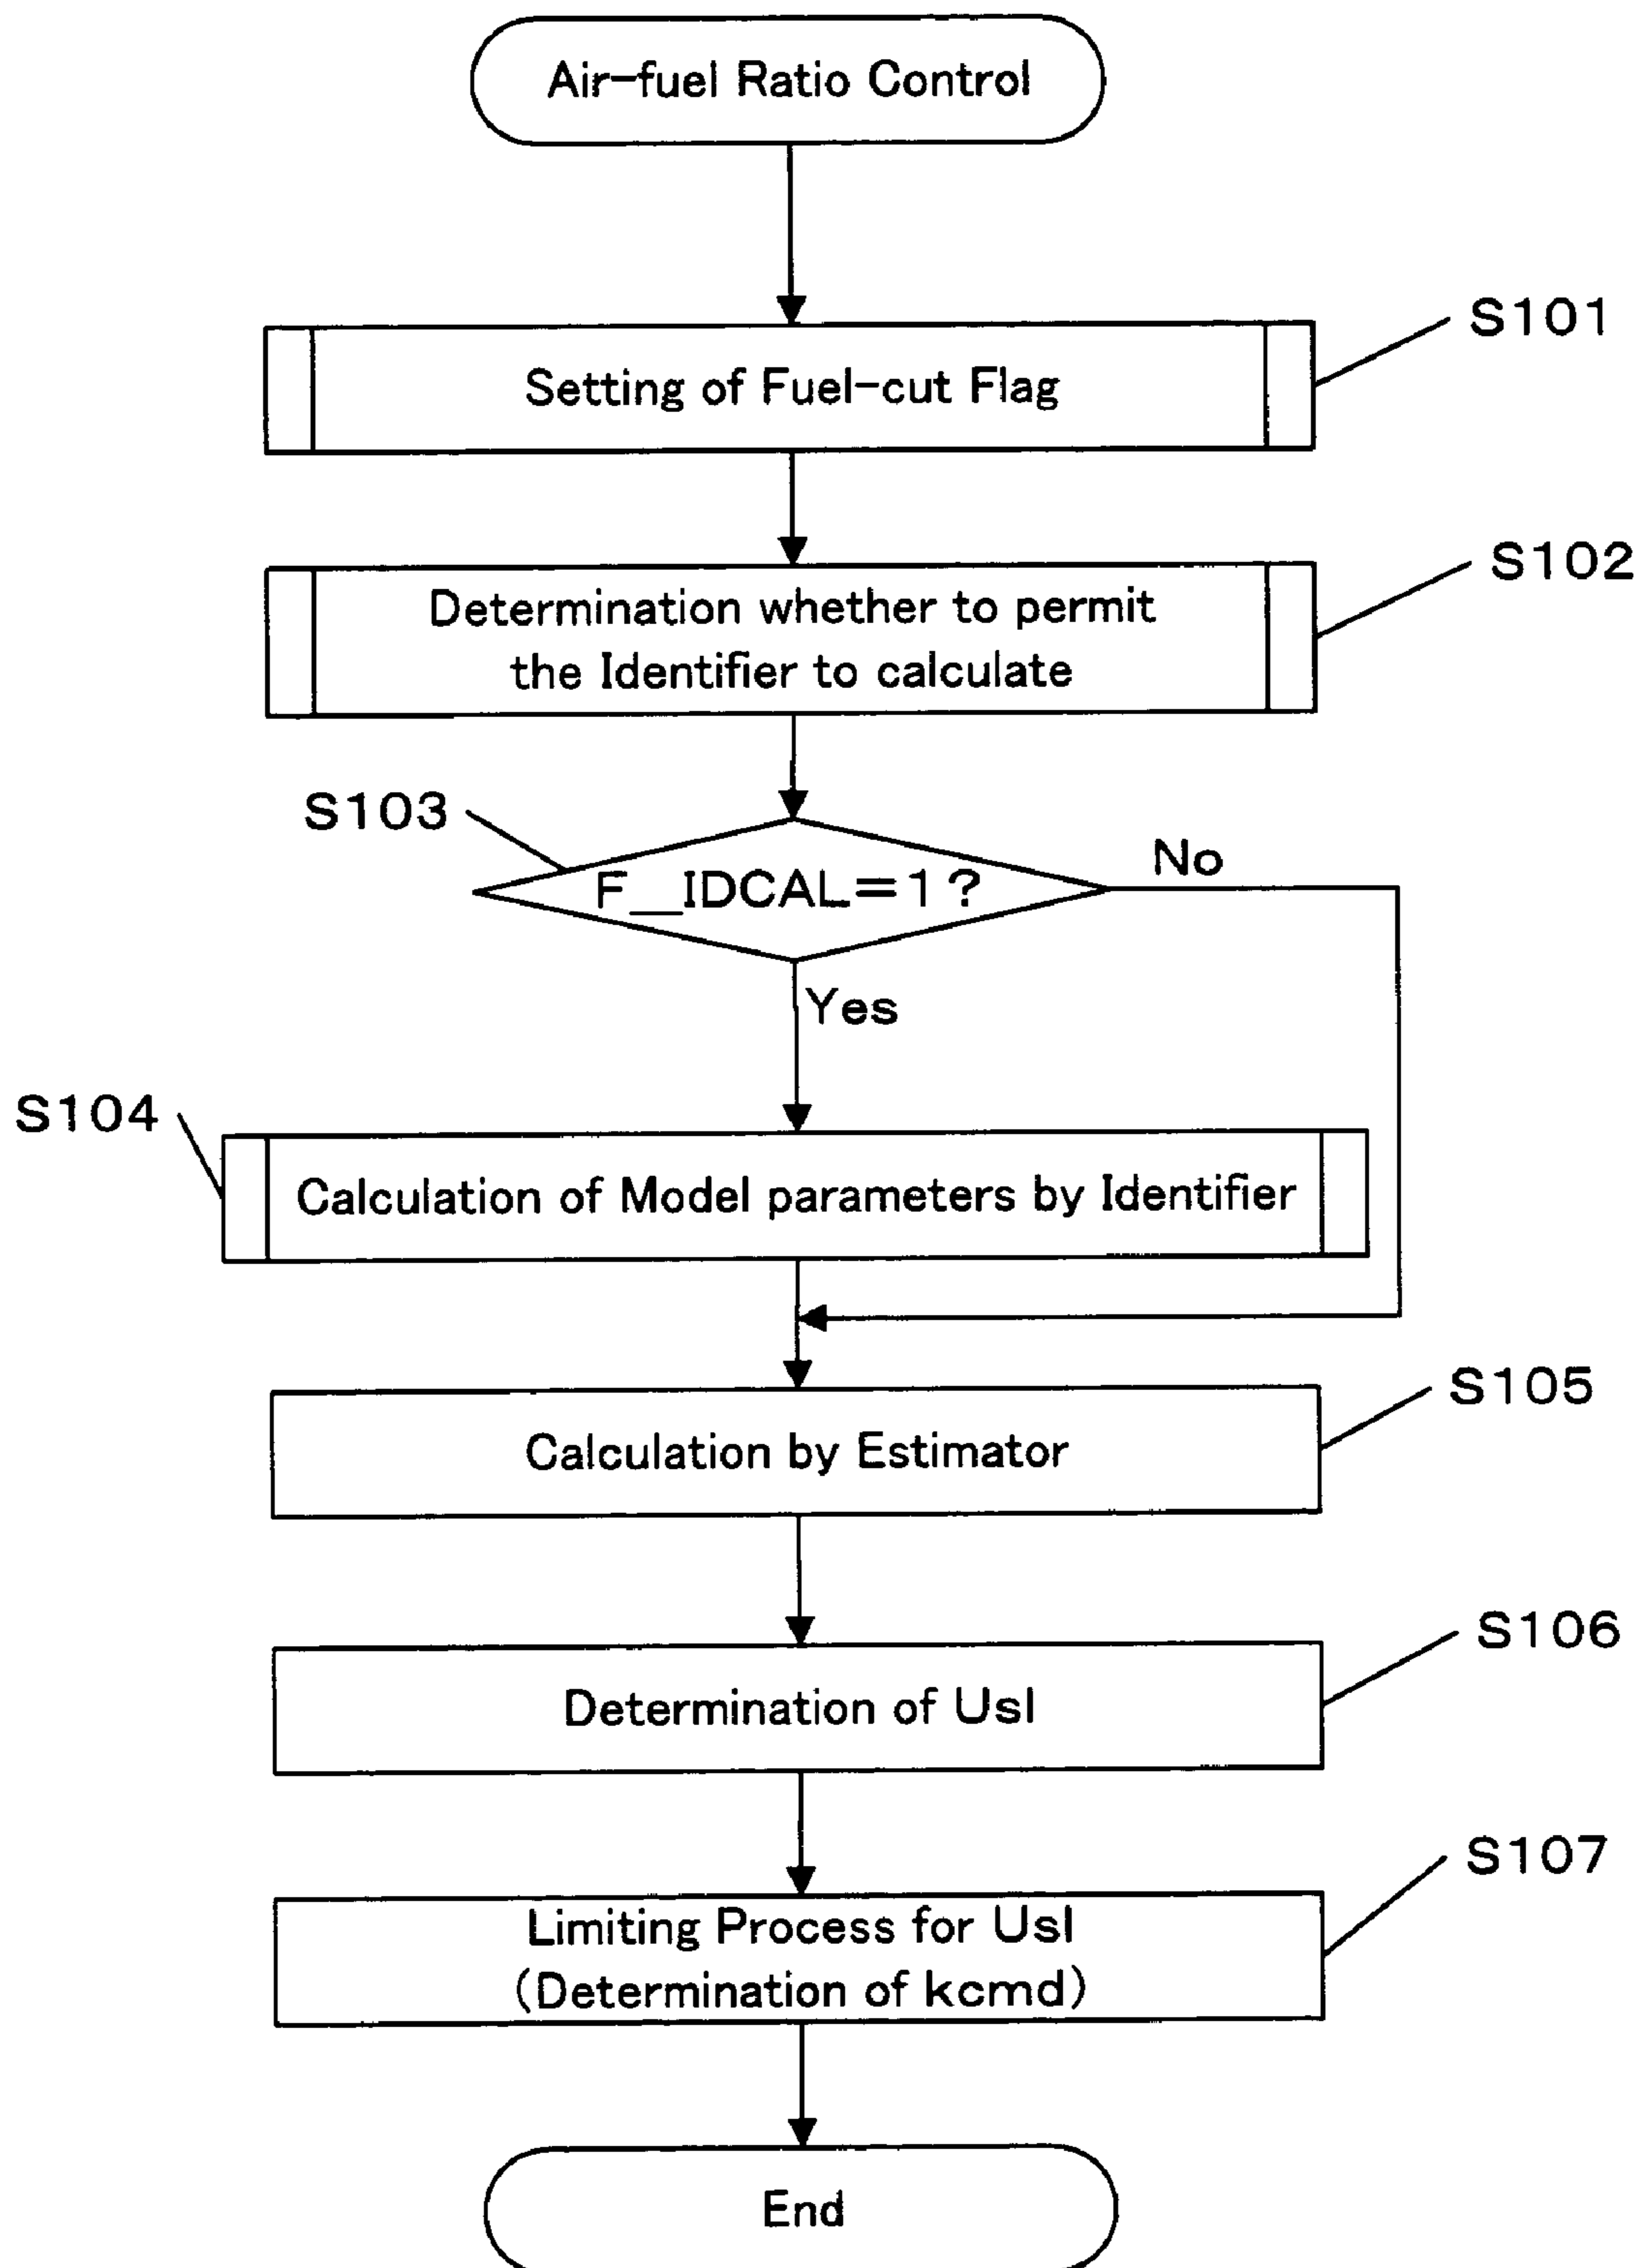 Air-fuel Ratio Control
S101
Setting of Fuel-cut Flag
S102
Determination whether to permit
the Identifier to calculate
S103
No
F__IDCAL=1?
Yes
S104
Calculation of Model parameters by Identifier
S105
Calculation by Estimator
S106
Determination of Usl
S107
Limiting Process for Usl
(Determination of kcmd)
End